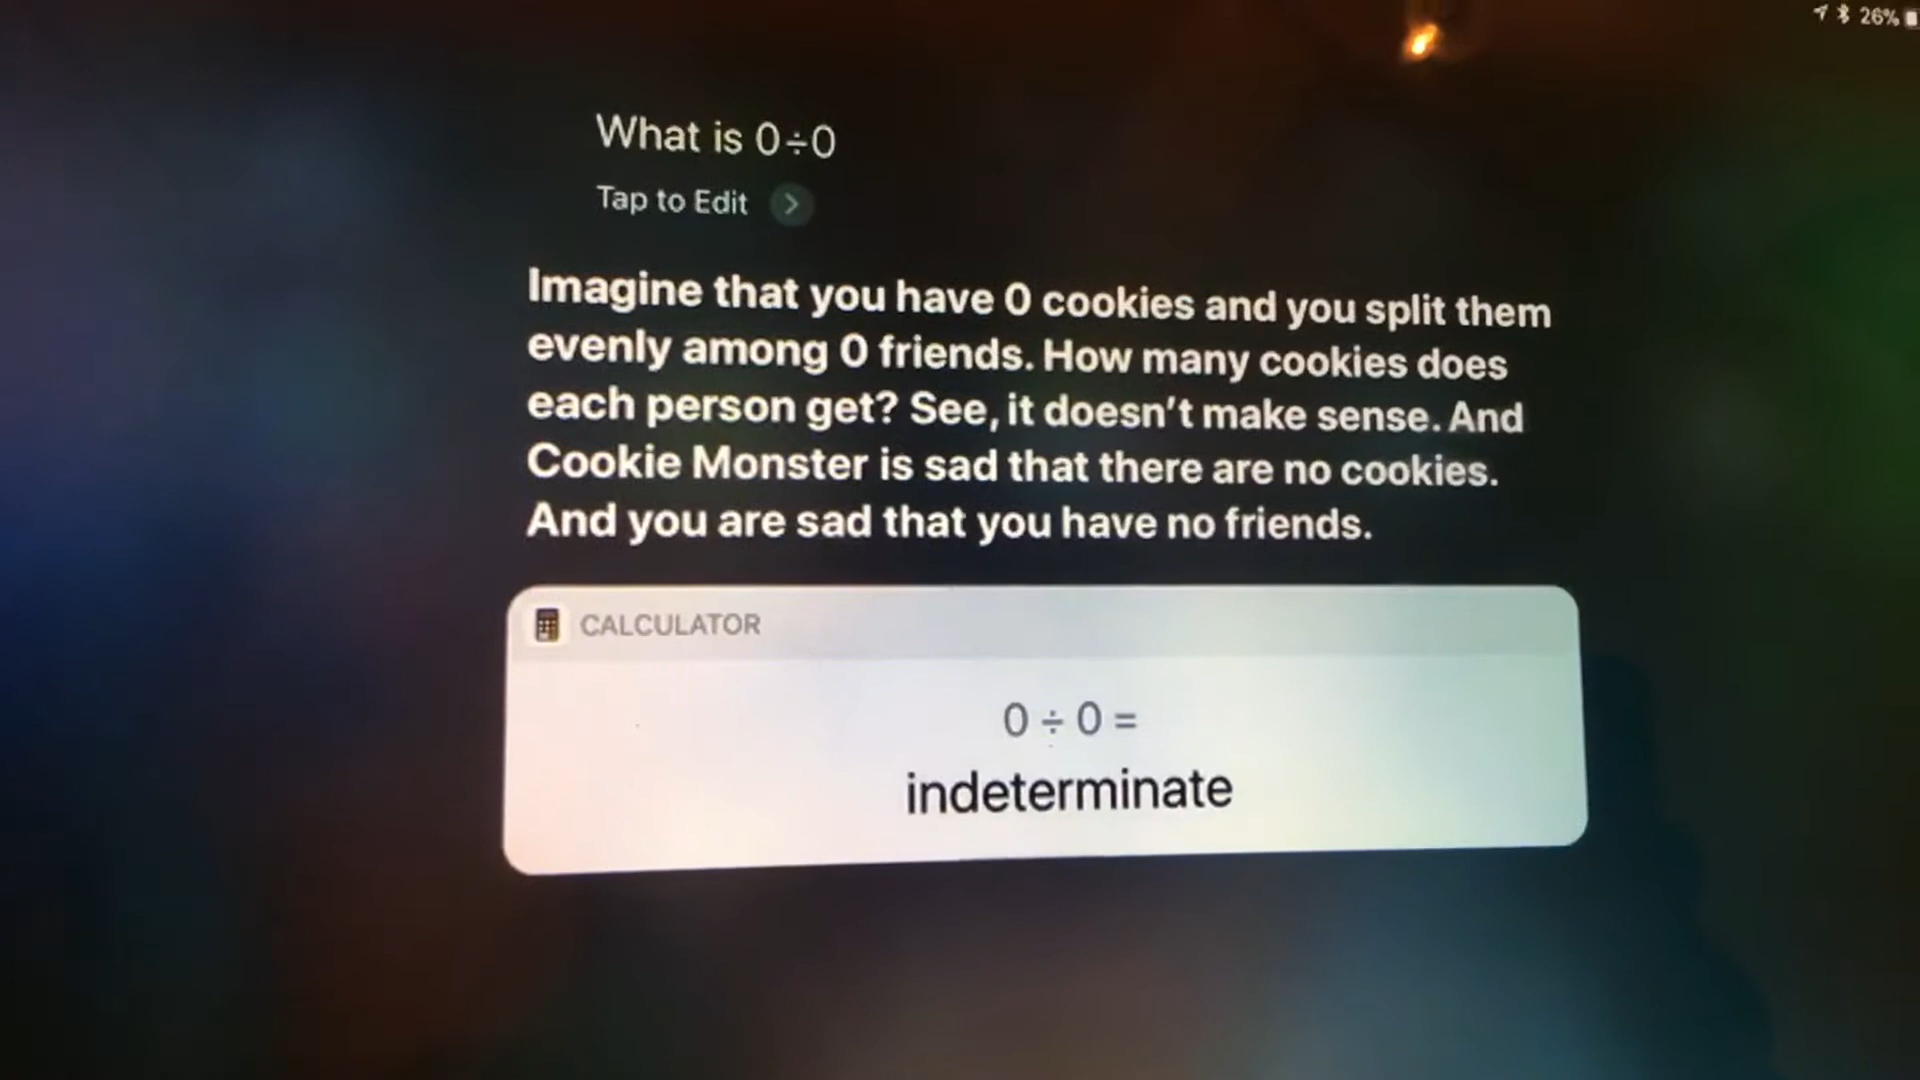 26%
What is 0÷0
Tap to Edit
Imagine that you have 0 cookies and you split them
evenly among 0 friends. How many cookies does
each person get? See, it doesn't make sense. And
Cookie Monster is sad that there are no cookies.
And you are sad that you have no friends.
CALCULATOR
0 ÷ 0 =
indeterminate